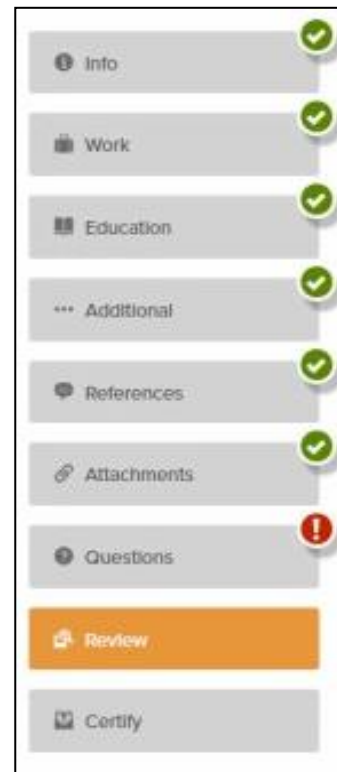 Info
Work
Education
Additional
References
Attachments
Questions
Review
Certify